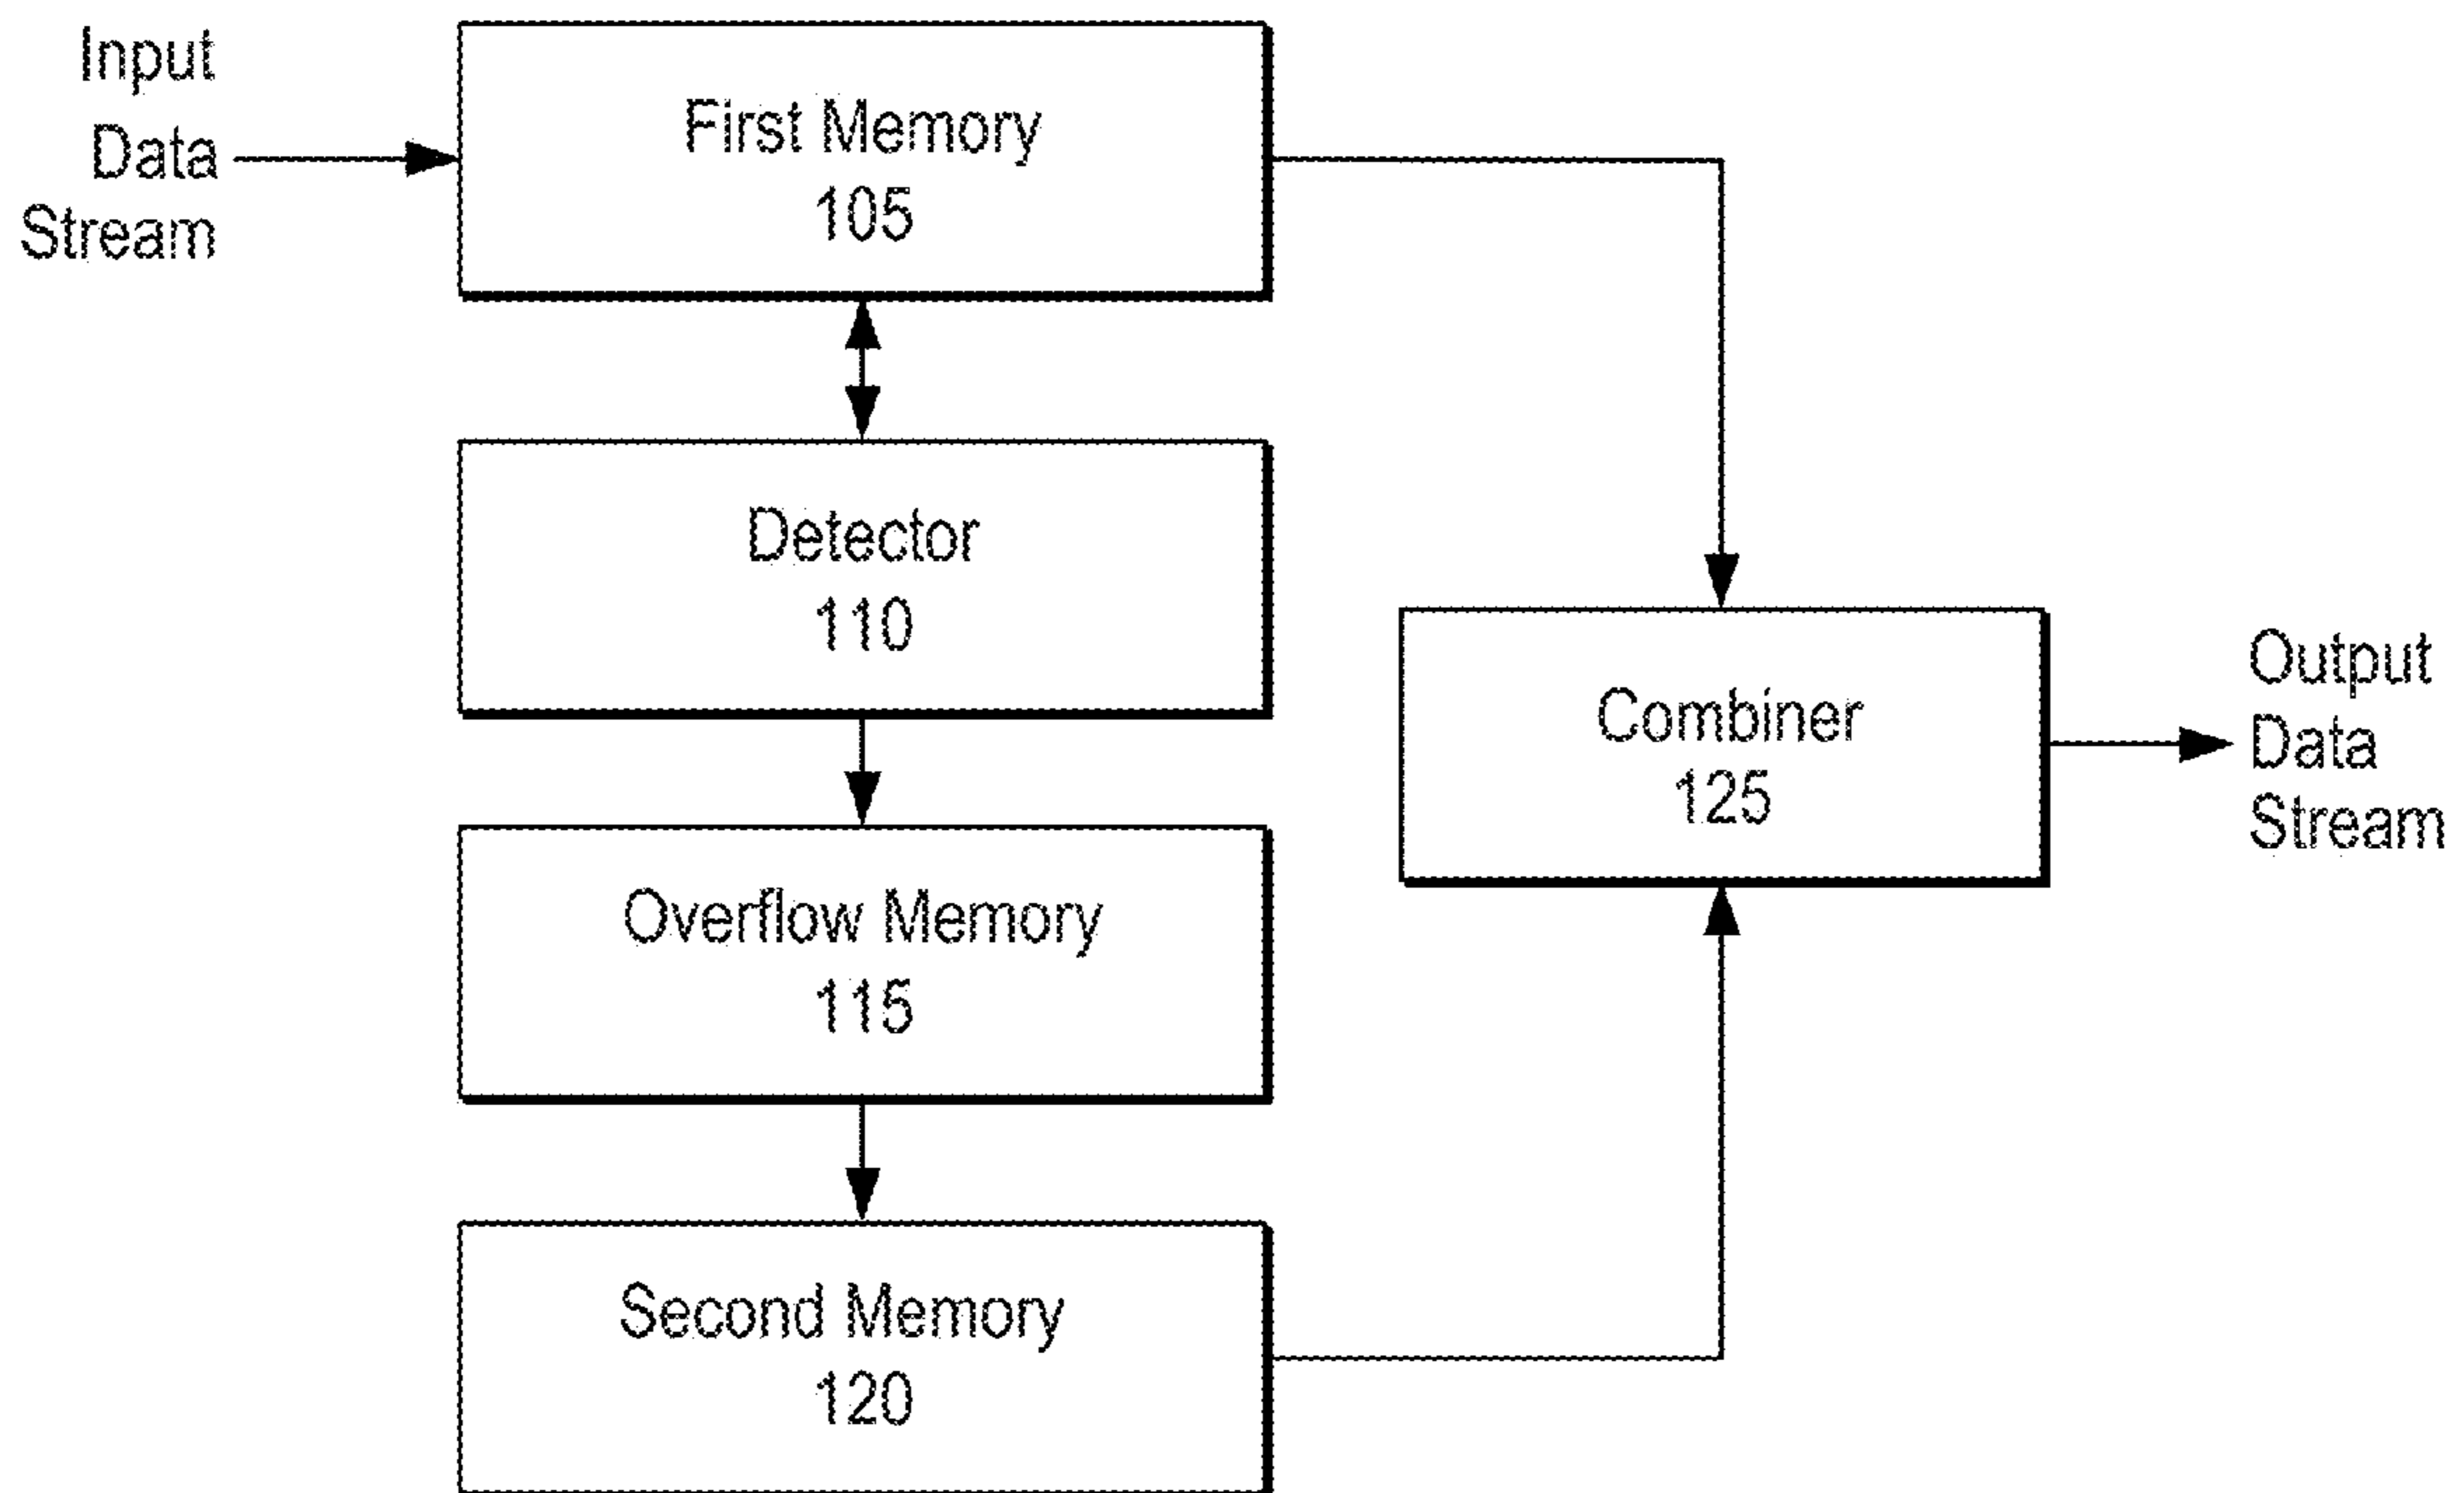 Input
Data
Stream
First Memory
105
Detector
110
Overflow Memory
115
Second Memory
120
Combiner
125
Output
Data
Stream